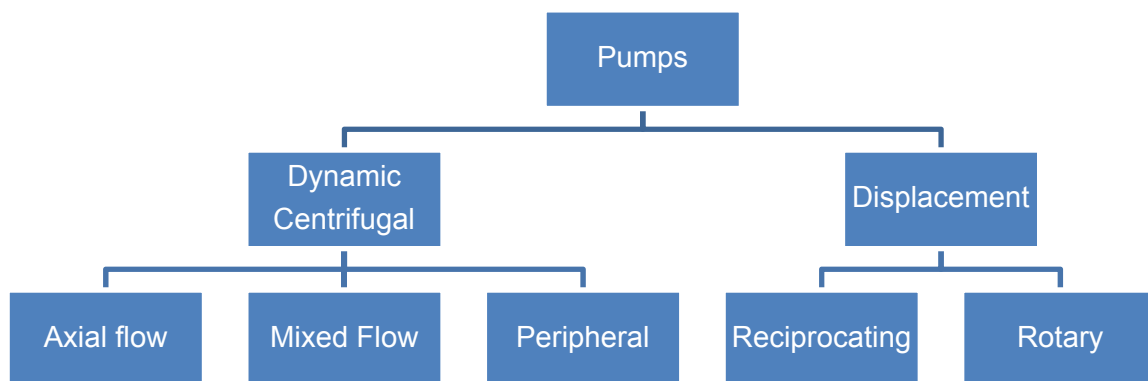 Pumps
Dynamic
Centrifugal
Displacement
Axial flow
Mixed Flow
Peripheral
Reciprocating
Rotary